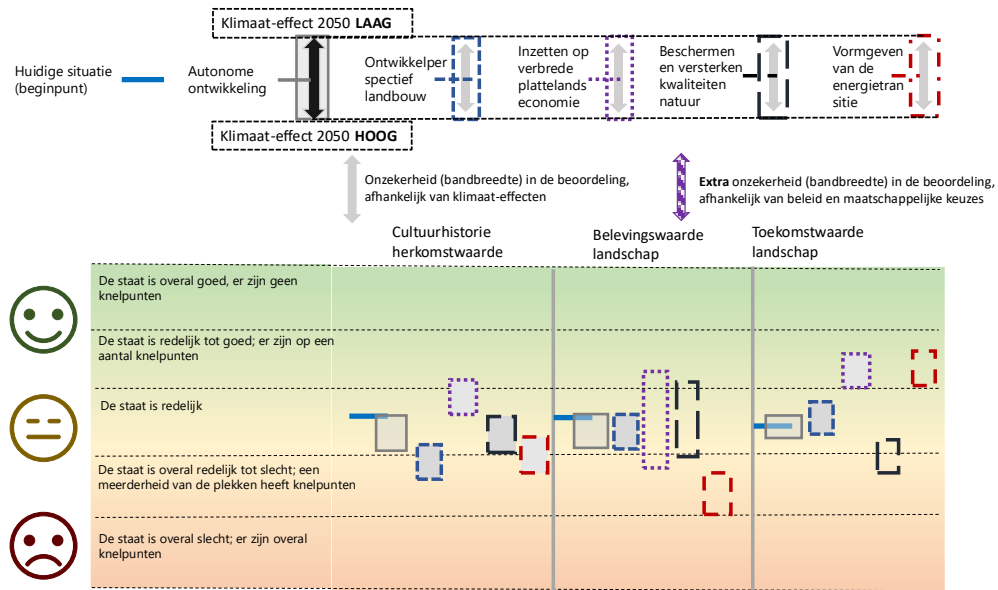 Klimaat-effect 2050 LAAG
Huidige situatie
(beginpunt)
Autonome
ontwikkeling
Ontwikkelper
spectief
landbouw
Inzetten op
verbrede
plattelands
economie
Beschermen
en versterken
kwaliteiten
natuur
Vormgeven
van de
energietran
sitie
Klimaat-effect 2050 HOOG
Onzekerheid (bandbreedte) in de beoordeling,
afhankelijk van klimaat-effecten
Extra onzekerheid (bandbreedte) in de beoordeling,
afhankelijk van beleid en maatschappelijke keuzes
Cultuurhistorie
herkomstwaarde
Belevingswaarde
landschap
Toekomstwaarde
landschap
De staat is overal goed, er zijn geen
knelpunten
De staat is redelijk tot goed; er zijn op een
aantal knelpunten
De staat is redelijk
De staat is overal redelijk tot slecht; een
meerderheid van de plekken heeft knelpunten
De staat is overal slecht; er zijn overal
knelpunten